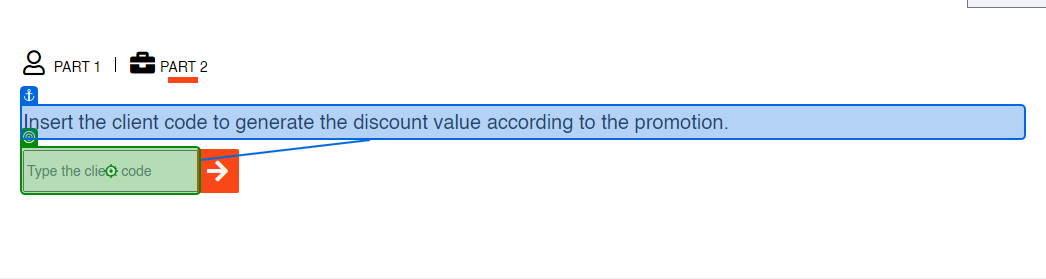 PART 1 | PART 2
Insert the client code to generate the discount value according to the promotion.
Type the client code